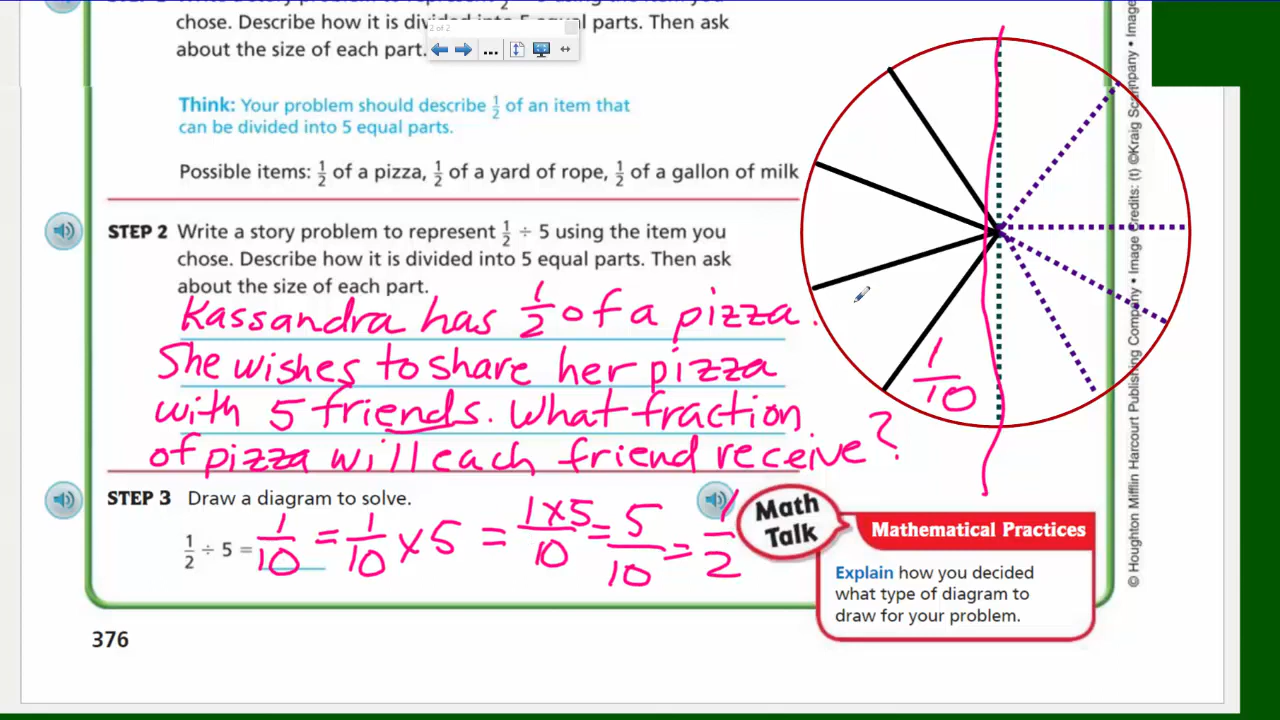 chose. Describe how it is divided into 5 equal parts. Then ask
about the size of each part.
2 of 2
Think: Your problem should describe 1/2 of an item that
can be divided into 5 equal parts.
Possible items: 1/2 of a pizza, 1/2 of a yard of rope, 1/2 of a gallon of milk
STEP 2 Write a story problem to represent 1/2 ÷ 5 using the item you
chose. Describe how it is divided into 5 equal parts. Then ask
about the size of each part.
Kassandra has 1/2 of a pizza.
She wishes to share her pizza
with 5 friends. What fraction
of pizza will each friend receive?
1/10
STEP 3 Draw a diagram to solve.
1/2 ÷ 5 = 1/10 = 1/10 × 5 = 1×5/10 = 5/10 = 1/2
Math
Talk
Mathematical Practices
Explain how you decided
what type of diagram to
draw for your problem.
376
© Houghton Mifflin Harcourt Publishing Company • Image Credits: (t) ©Kraig Scarbrough